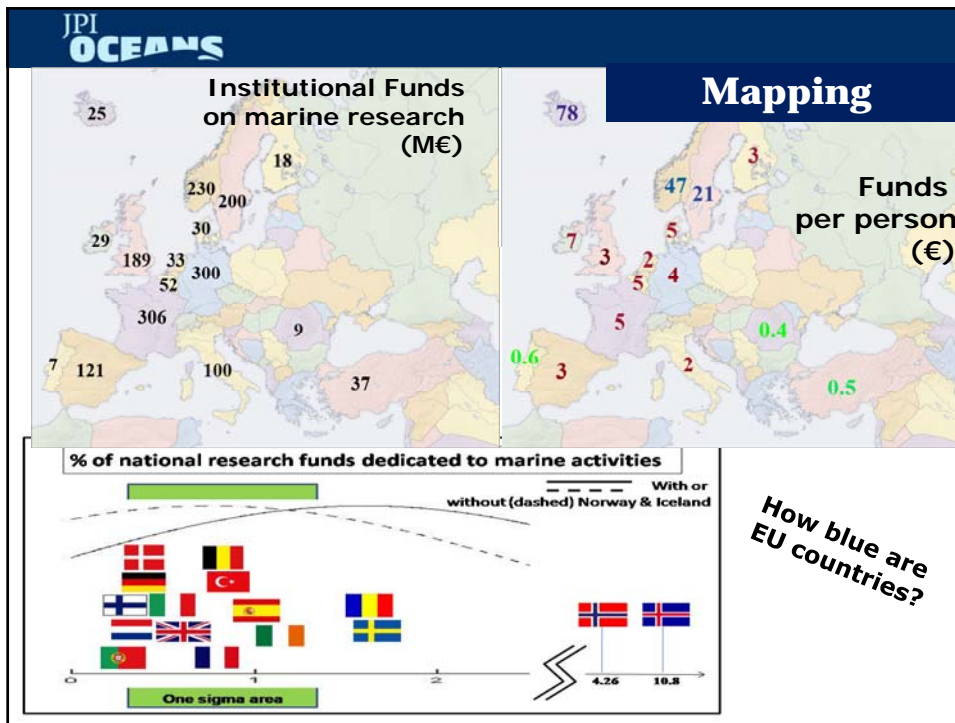 JPI
OCEANS
Institutional Funds
on marine research
(M€)
25
18
230
200
30
29
189
33
52
300
306
9
7
121
100
37
Mapping
78
3
47
21
Funds
per person
(€)
5
7
3
2
5
4
5
0.4
0.6
3
2
0.5
% of national research funds dedicated to marine activities
With or
without (dashed) Norway & Iceland
0
1
2
4.26
10.8
One sigma area
How blue are
EU countries?